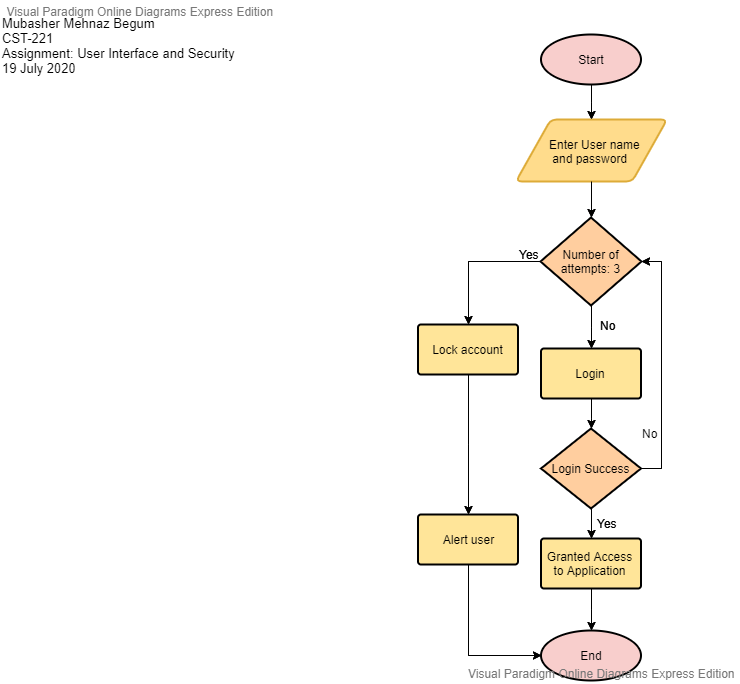 Visual Paradigm Online Diagrams Express Edition
Mubasher Mehnaz Begum
CST-221
Assignment: User Interface and Security
19 July 2020
Start
Enter User name
and password
Number of
attempts: 3
Yes
No
Lock account
Login
No
Login Success
Yes
Alert user
Granted Access
to Application
End
Visual Paradigm Online Diagrams Express Edition